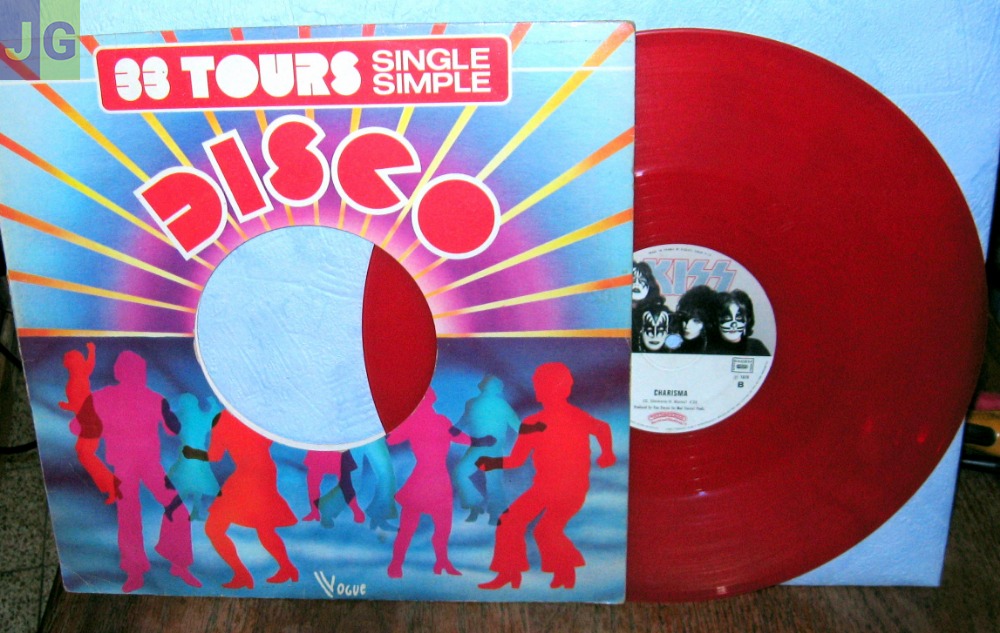 JG
33 TOURS SINGLE SIMPLE
DISCO
VOGUE
KISS
B
CHARISMA